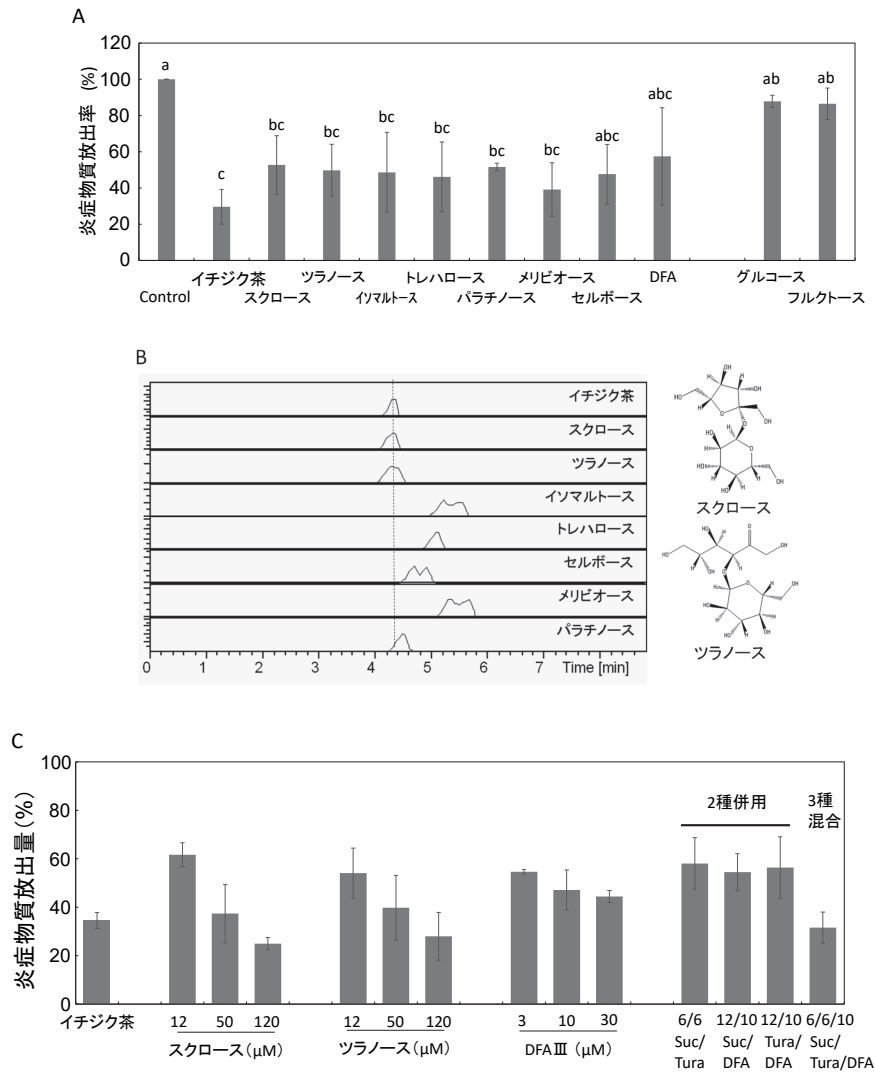 A
炎症物質放出率 (%)
120
100
80
60
40
20
0
a
c
bc
bc
bc
bc
bc
bc
abc
abc
ab
ab
イチジク茶 ツラノース トレハロース メリビオース DFA グルコース
Control スクロース イソマルトース パラチノース セルボース フルクトース
B
イチジク茶
スクロース
ツラノース
イソマルトース
トレハロース
セルボース
メリビオース
パラチノース
0 1 2 3 4 5 6 7 Time [min]
スクロース
ツラノース
C
炎症物質放出量(%)
100
80
60
40
20
0
2種併用
3種
混合
イチジク茶
12 50 120
スクロース(μM)
12 50 120
ツラノース(μM)
3 10 30
DFAⅢ (μM)
6/6 12/10 12/10 6/6/10
Suc/ Suc/ Tura/ Suc/
Tura DFA DFA Tura/DFA